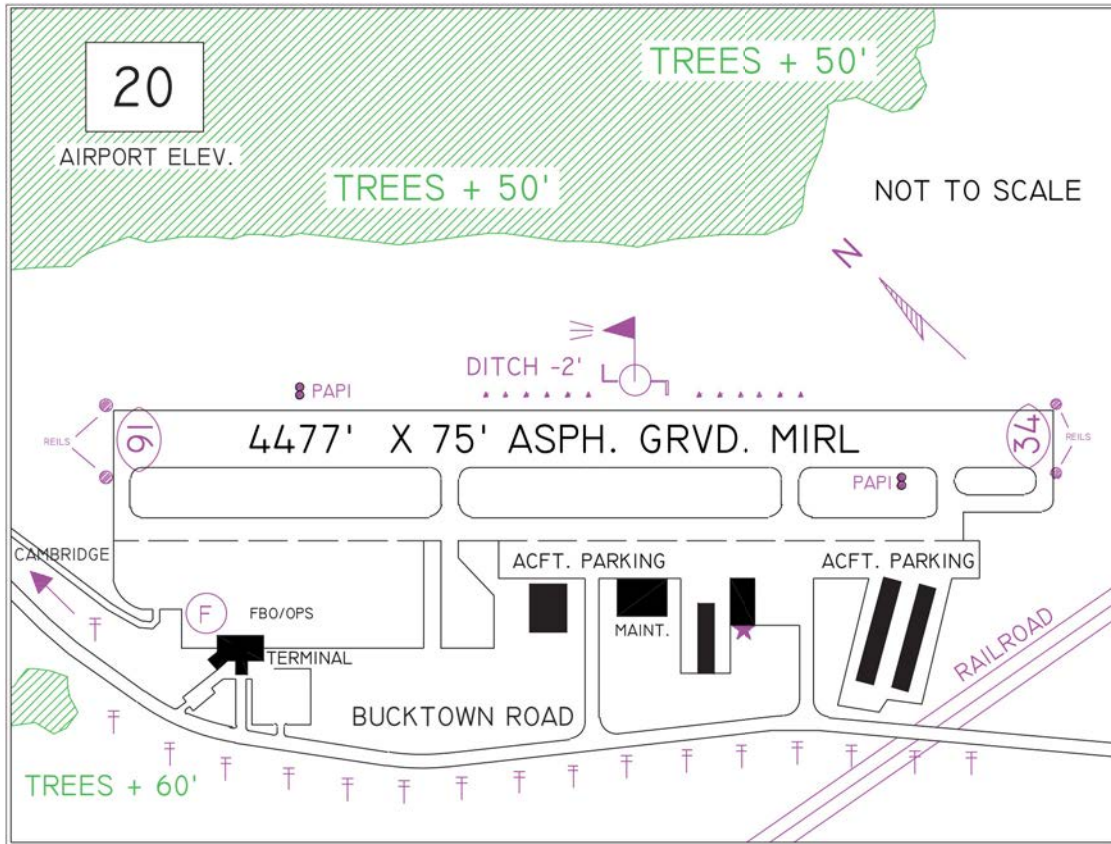 TREES + 50'
20
AIRPORT ELEV.
TREES + 50'
NOT TO SCALE
N
DITCH -2'
PAPI
REILS
16
4477' X 75' ASPH. GRVD. MIRL
34
REILS
PAPI
CAMBRIDGE
ACFT. PARKING
ACFT. PARKING
F
FBO/OPS
MAINT.
TERMINAL
RAILROAD
BUCKTOWN ROAD
TREES + 60'